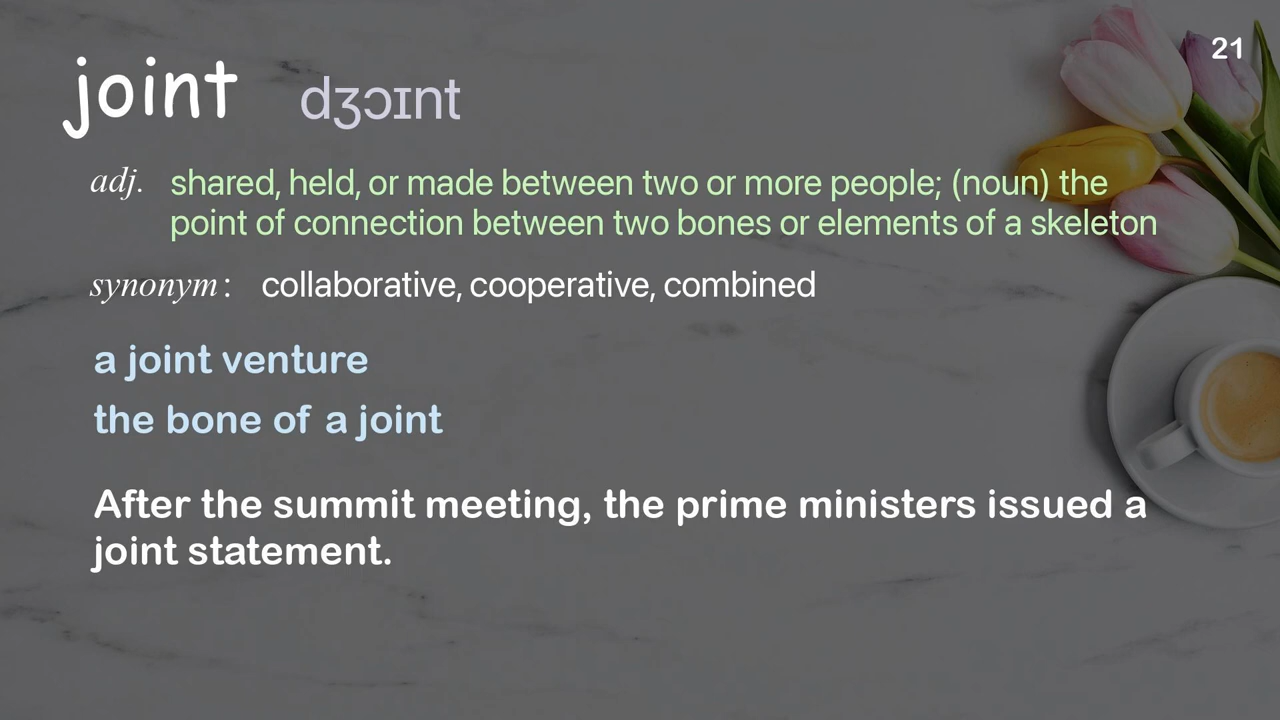 21
joint dʒɔɪnt
adj. shared, held, or made between two or more people; (noun) the
point of connection between two bones or elements of a skeleton
synonym : collaborative, cooperative, combined
a joint venture
the bone of a joint
After the summit meeting, the prime ministers issued a
joint statement.